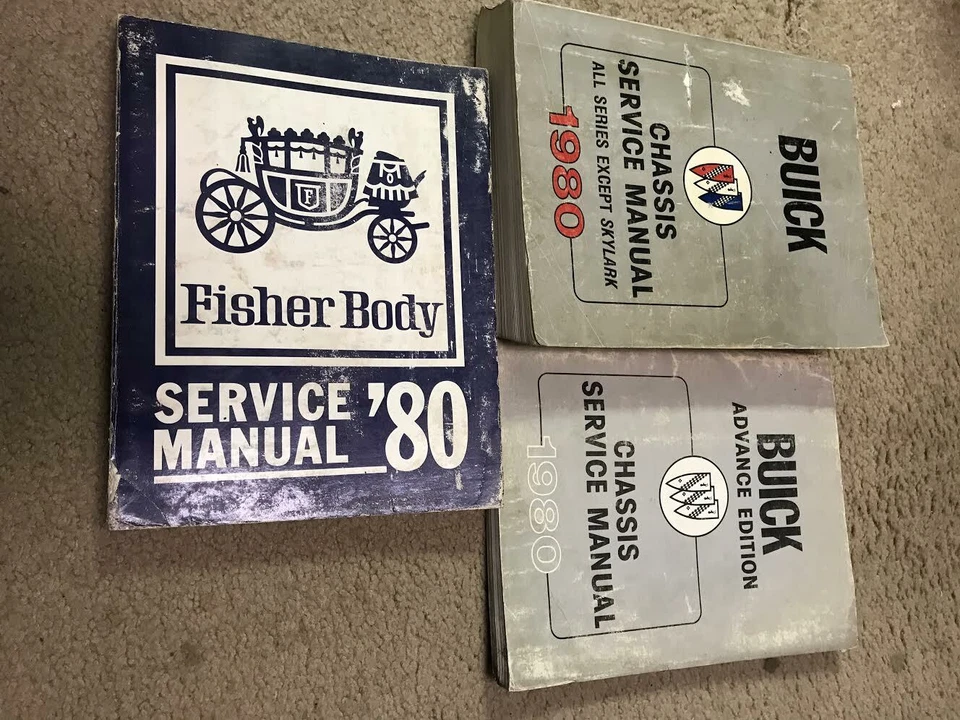 F
Fisher Body
SERVICE
MANUAL '80
BUICK
CHASSIS
SERVICE MANUAL
ALL SERIES EXCEPT SKYLARK
1980
BUICK
ADVANCE EDITION
CHASSIS
SERVICE MANUAL
1980